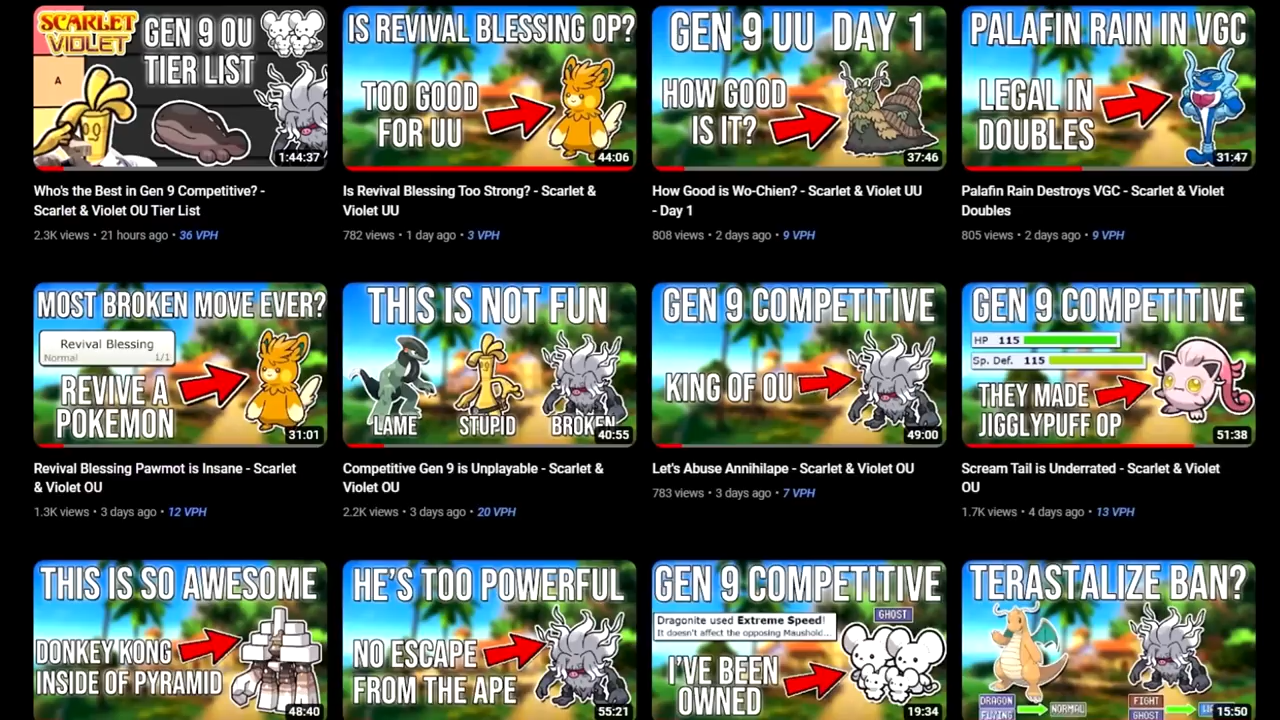 SCARLET
VIOLET
GEN 9 OU
TIER LIST
A
1:44:37
Who's the Best in Gen 9 Competitive? -
Scarlet & Violet OU Tier List
2.3K views • 21 hours ago • 36 VPH
IS REVIVAL BLESSING OP?
TOO GOOD
FOR UU
44:06
Is Revival Blessing Too Strong? - Scarlet &
Violet UU
782 views • 1 day ago • 3 VPH
GEN 9 UU DAY 1
HOW GOOD
IS IT?
37:46
How Good is Wo-Chien? - Scarlet & Violet UU
- Day 1
808 views • 2 days ago • 9 VPH
PALAFIN RAIN IN VGC
LEGAL IN
DOUBLES
31:47
Palafin Rain Destroys VGC - Scarlet & Violet
Doubles
805 views • 2 days ago • 9 VPH
MOST BROKEN MOVE EVER?
Revival Blessing
Normal 1/1
REVIVE A
POKEMON
31:01
Revival Blessing Pawmot is Insane - Scarlet
& Violet OU
1.3K views • 3 days ago • 12 VPH
THIS IS NOT FUN
LAME STUPID BROKEN
40:55
Competitive Gen 9 is Unplayable - Scarlet &
Violet OU
2.2K views • 3 days ago • 20 VPH
GEN 9 COMPETITIVE
KING OF OU
49:00
Let's Abuse Annihilape - Scarlet & Violet OU
783 views • 3 days ago • 7 VPH
GEN 9 COMPETITIVE
HP 115
Sp. Def. 115
THEY MADE
JIGGLYPUFF OP
51:38
Scream Tail is Underrated - Scarlet & Violet
OU
1.7K views • 4 days ago • 13 VPH
THIS IS SO AWESOME
DONKEY KONG
INSIDE OF PYRAMID
48:40
HE'S TOO POWERFUL
NO ESCAPE
FROM THE APE
55:21
GEN 9 COMPETITIVE
Dragonite used Extreme Speed!
It doesn't affect the opposing Maushold...
GHOST
I'VE BEEN
OWNED
19:34
TERASTALIZE BAN?
DRAGON
FLYING
NORMAL
FIGHT
GHOST
15:50